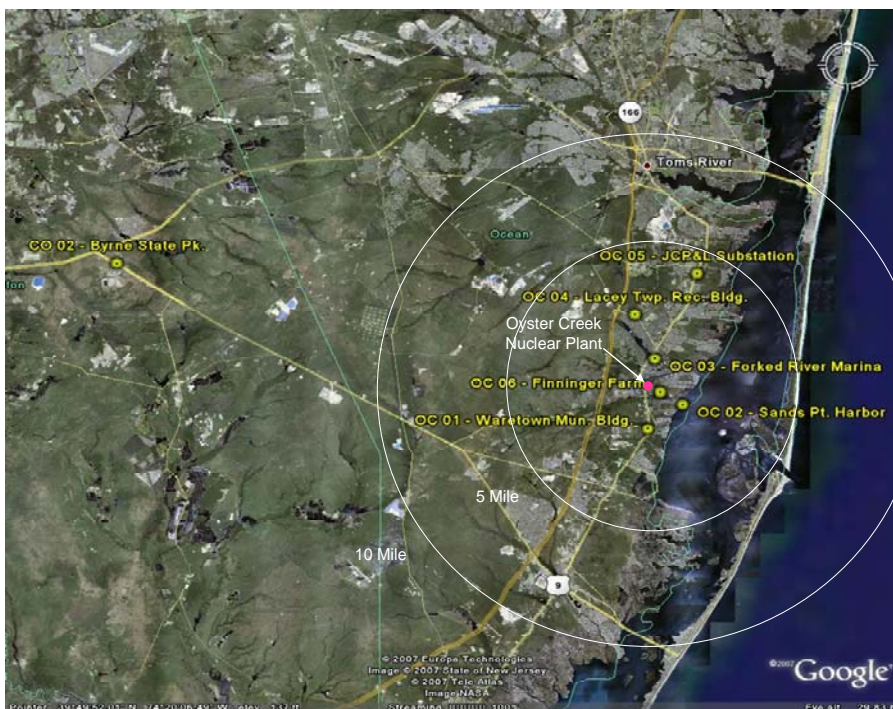 166
Toms River
CO 02 - Byrne State Pk.
Ocean
OC 05 - JCP&L Substation
ton
OC 04 - Lacey Twp. Rec. Bldg.
Oyster Creek
Nuclear Plant
OC 03 - Forked River Marina
OC 06 - Finninger Farm
OC 01 - Waretown Mun. Bldg.
OC 02 - Sands Pt. Harbor
5 Mile
10 Mile
9
© 2007 Europa Technologies
Image © 2007 State of New Jersey
© 2007 Tele Atlas
Image NASA
©2007 Google
Streaming 100%